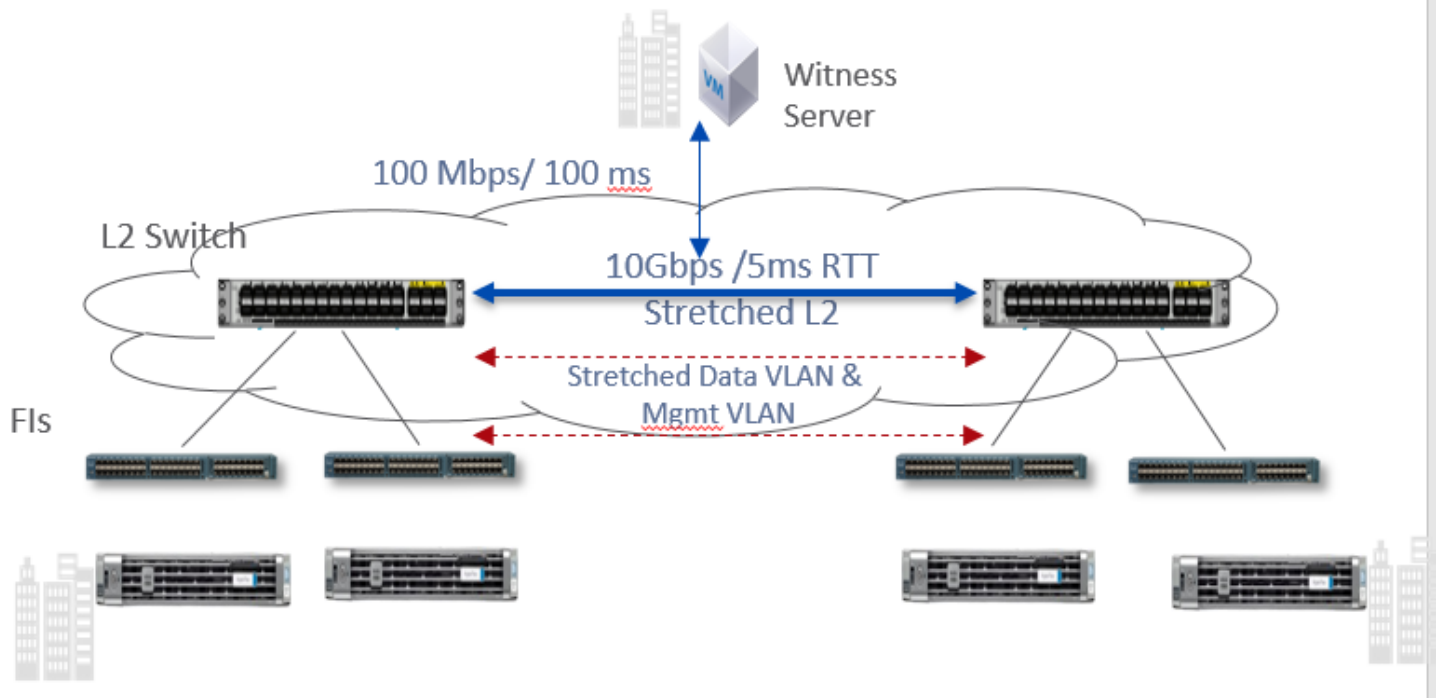 VM
Witness
Server
100 Mbps/ 100 ms
L2 Switch
10Gbps /5ms RTT
Stretched L2
Stretched Data VLAN &
Mgmt VLAN
FIs